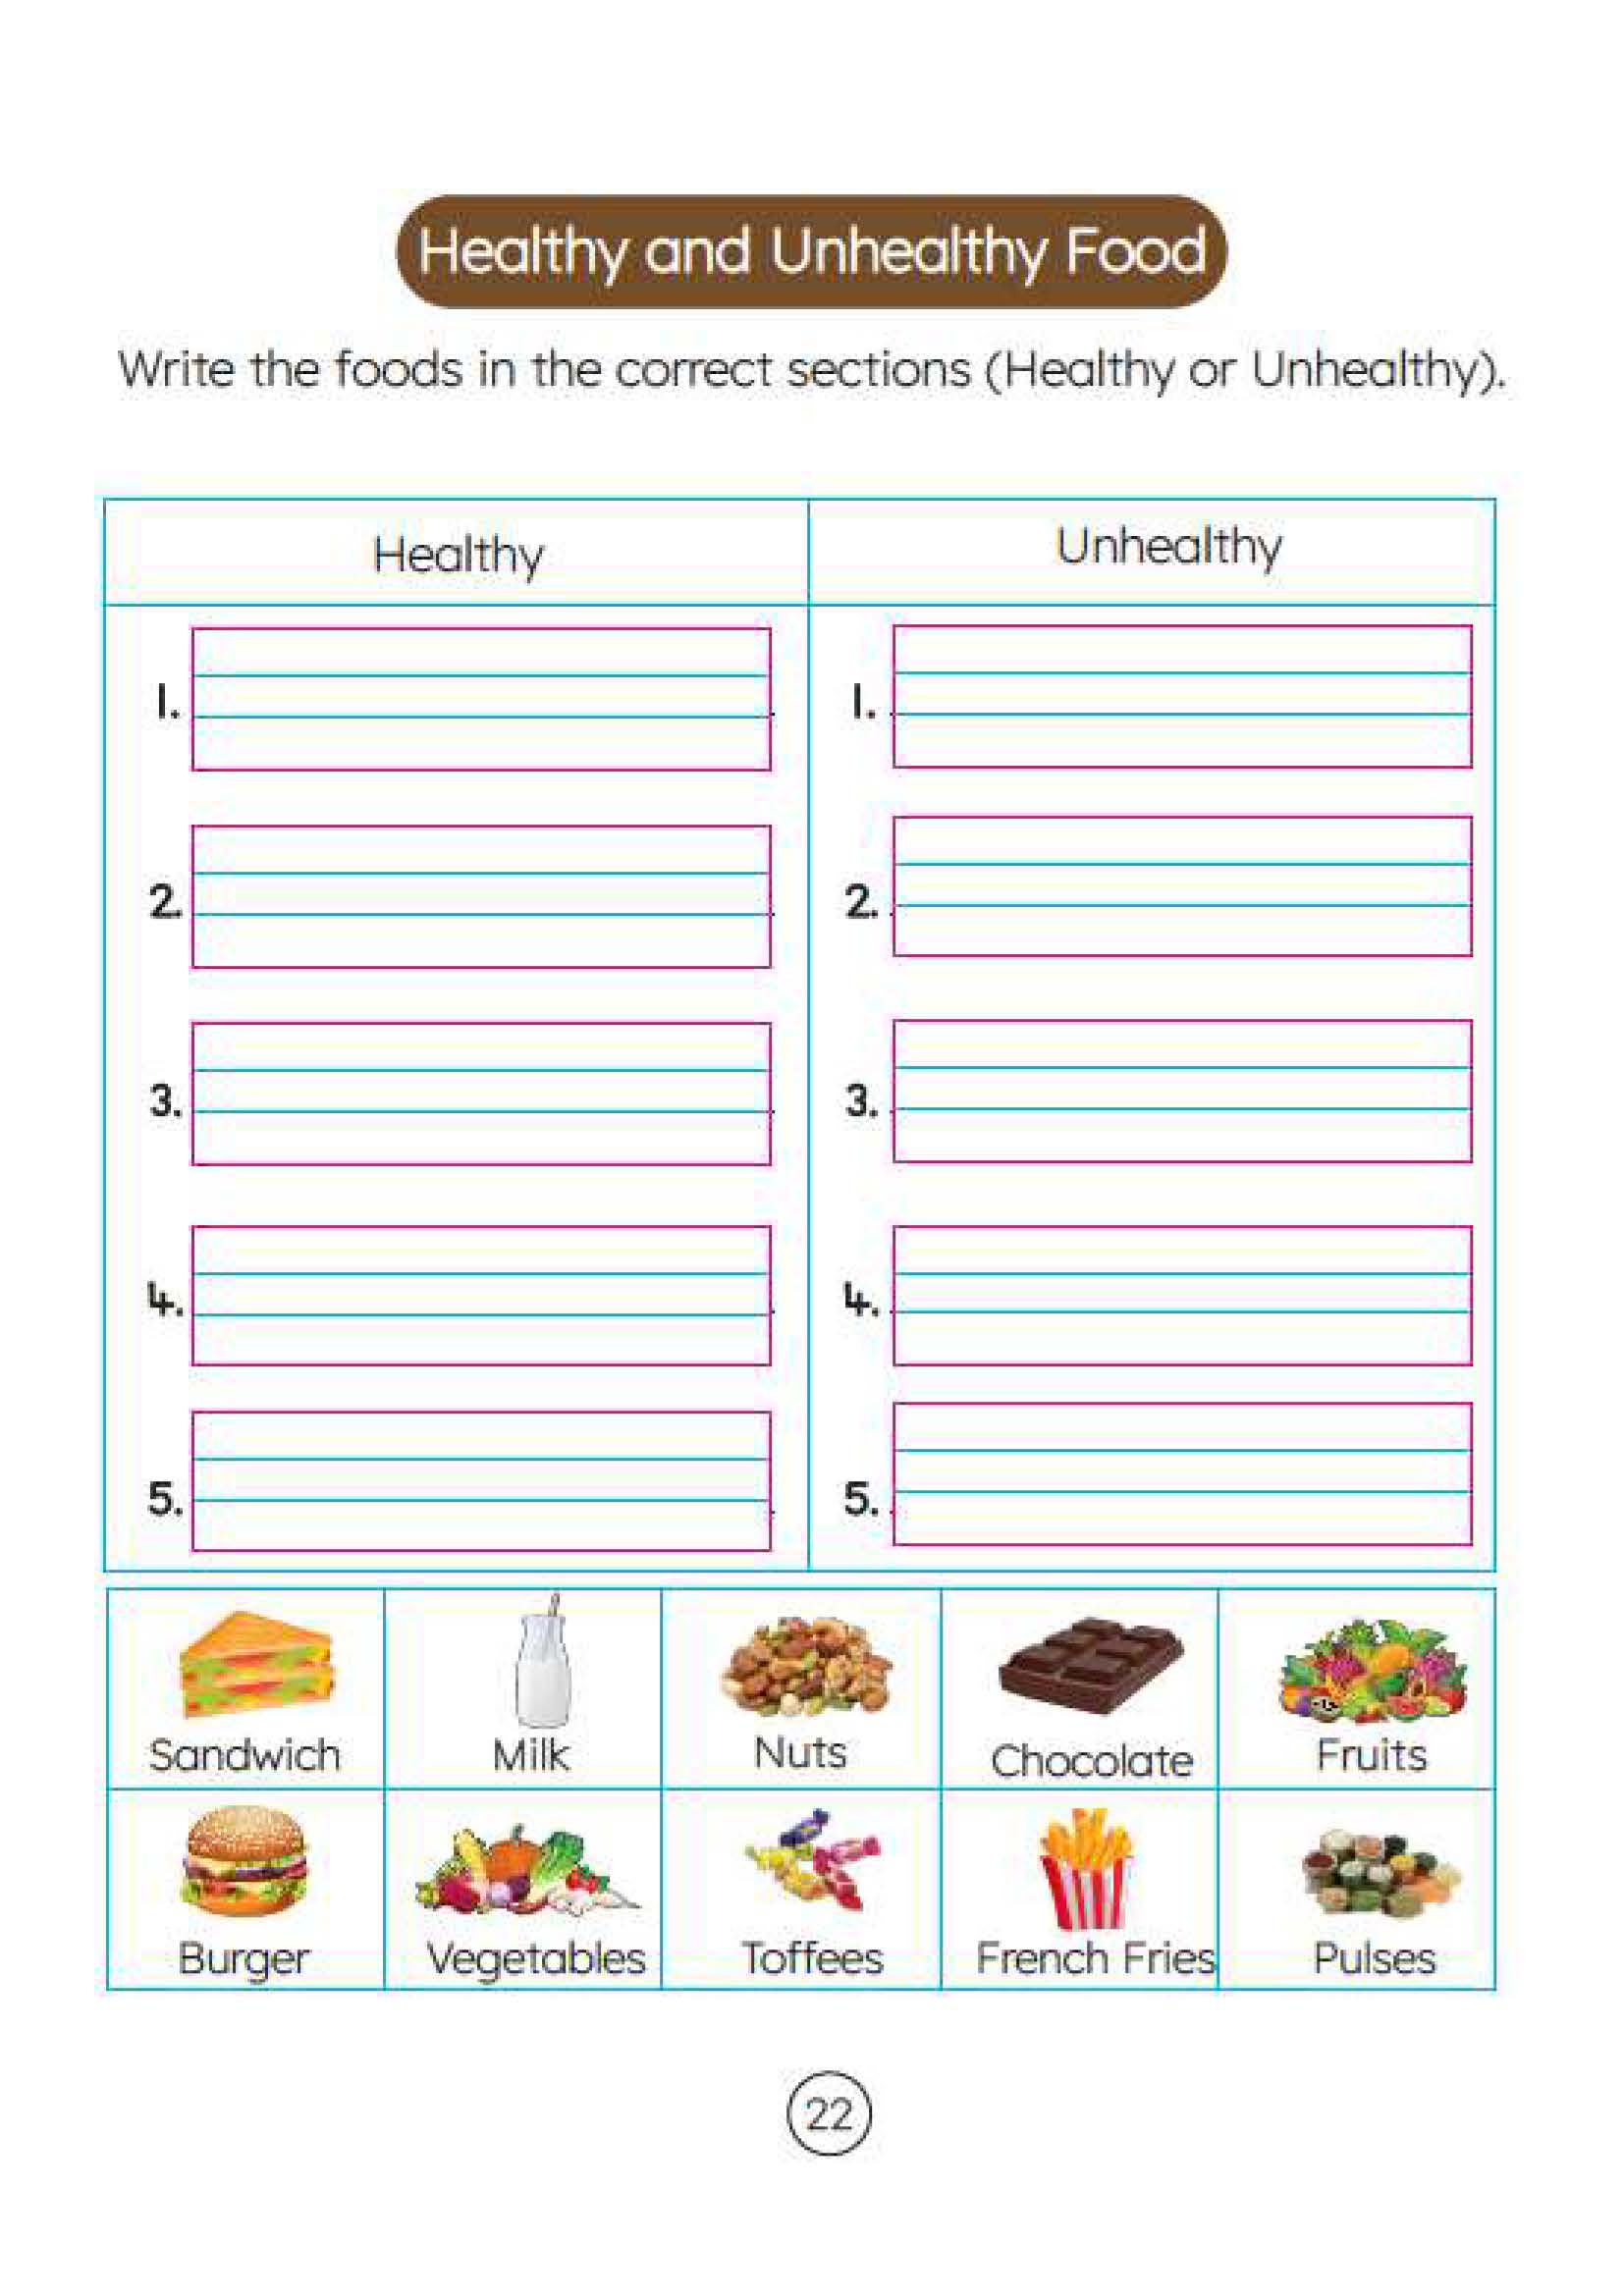 Healthy and Unhealthy Food
Write the foods in the correct sections (Healthy or Unhealthy).
Healthy Unhealthy
1. 1.
2. 2.
3. 3.
4. 4.
5. 5.
Sandwich Milk Nuts Chocolate Fruits
Burger Vegetables Toffees French Fries Pulses
22